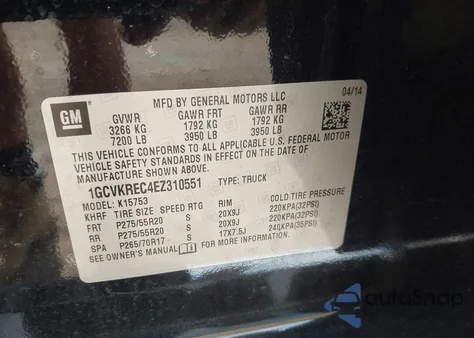 MFD BY GENERAL MOTORS LLC
04/14
GM
GVWR GAWR FRT GAWR RR
3266 KG 1792 KG 1792 KG
7200 LB 3950 LB 3950 LB
THIS VEHICLE CONFORMS TO ALL APPLICABLE U.S. FEDERAL MOTOR
VEHICLE SAFETY STANDARDS IN EFFECT ON THE DATE OF
MANUFACTURE SHOWN ABOVE.
1GCVKREC4EZ310551 TYPE: TRUCK
MODEL: K15753
KHRF TIRE SIZE SPEED RTG RIM COLD TIRE PRESSURE
FRT P275/55R20 S 20X9J 220KPA(32PSI)
RR P275/55R20 S 20X9J 220KPA(32PSI)
SPA P265/70R17 S 17X7.5J 240KPA(35PSI)
SEE OWNER'S MANUAL FOR ADDITIONAL INFORMATION.
autoSnap